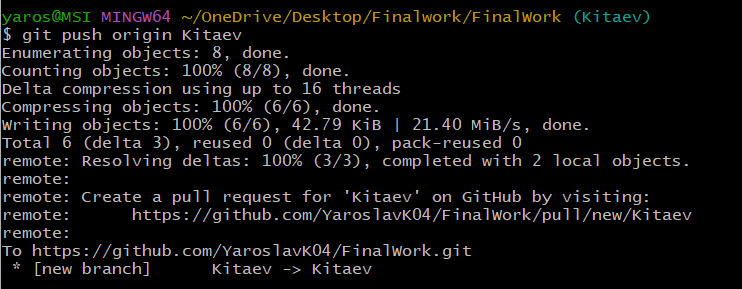 yaros@MSI MINGW64 ~/OneDrive/Desktop/Finalwork/FinalWork (Kitaev)
$ git push origin Kitaev
Enumerating objects: 8, done.
Counting objects: 100% (8/8), done.
Delta compression using up to 16 threads
Compressing objects: 100% (6/6), done.
Writing objects: 100% (6/6), 42.79 KiB | 21.40 MiB/s, done.
Total 6 (delta 3), reused 0 (delta 0), pack-reused 0
remote: Resolving deltas: 100% (3/3), completed with 2 local objects.
remote:
remote: Create a pull request for 'Kitaev' on GitHub by visiting:
remote:      https://github.com/YaroslavK04/FinalWork/pull/new/Kitaev
remote:
To https://github.com/YaroslavK04/FinalWork.git
 * [new branch]      Kitaev -> Kitaev